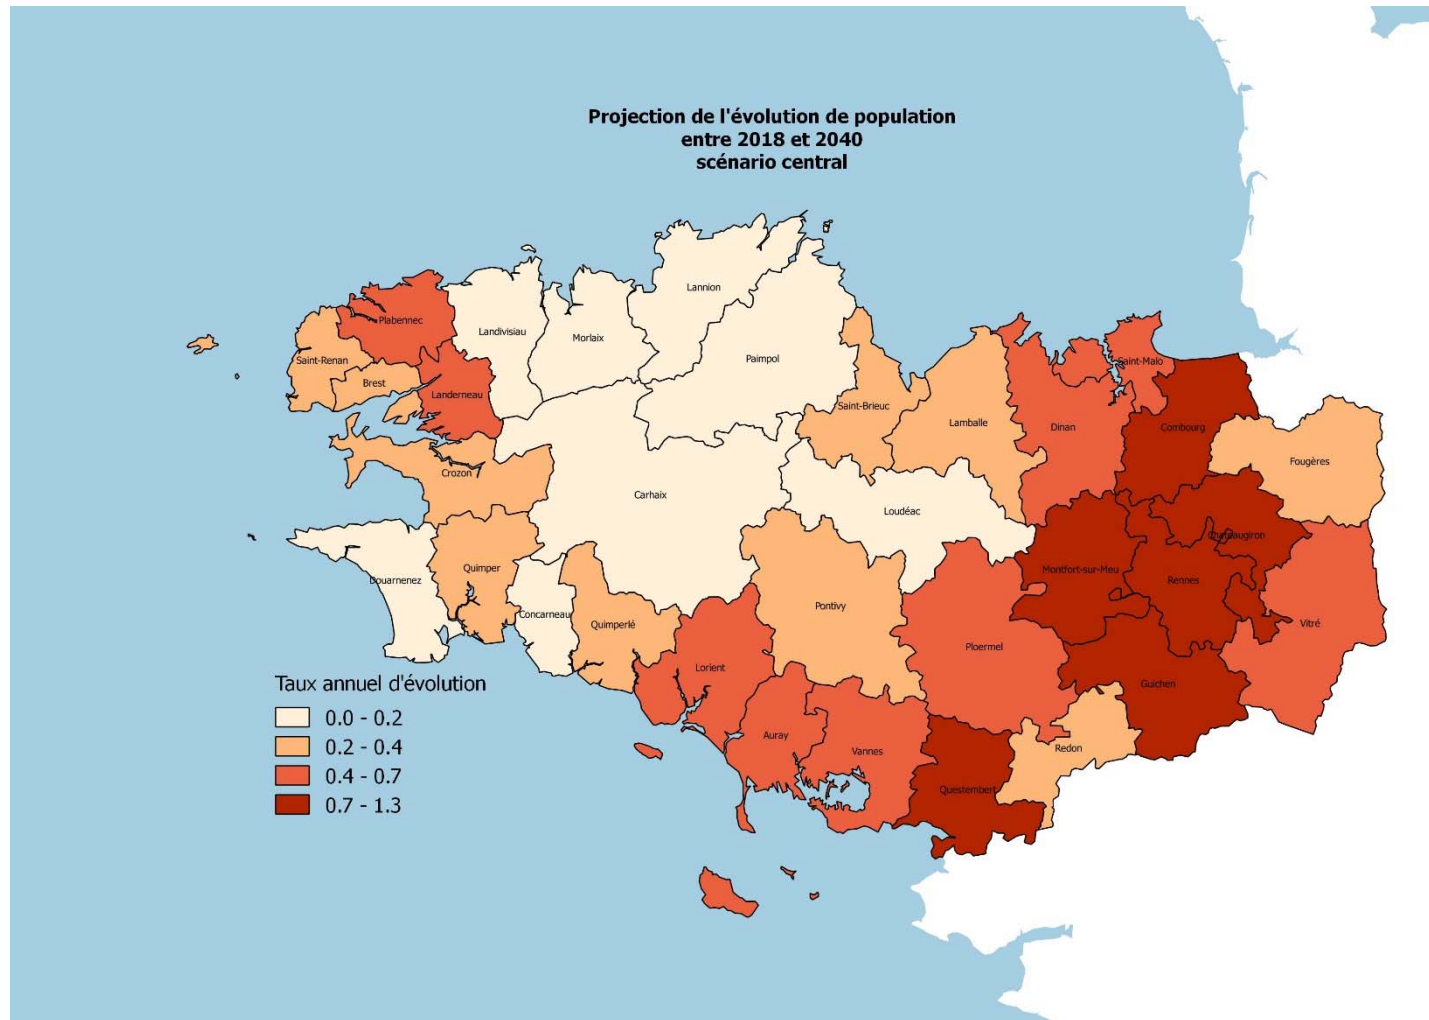 Projection de l'évolution de population
entre 2018 et 2040
scénario central
Lannion
Plabennec
Landivisiau
Morlaix
Paimpol
Saint-Renan
Brest
Landerneau
Saint-Brieuc
Lamballe
Saint-Malo
Dinan
Combourg
Fougères
Crozon
Carhaix
Loudéac
Chateaugiron
Quimper
Douarnenez
Montfort-sur-Meu
Rennes
Concarneau
Quimperlé
Pontivy
Vitré
Ploermel
Lorient
Guichen
Auray
Vannes
Redon
Questembert
Taux annuel d'évolution
0.0 - 0.2
0.2 - 0.4
0.4 - 0.7
0.7 - 1.3